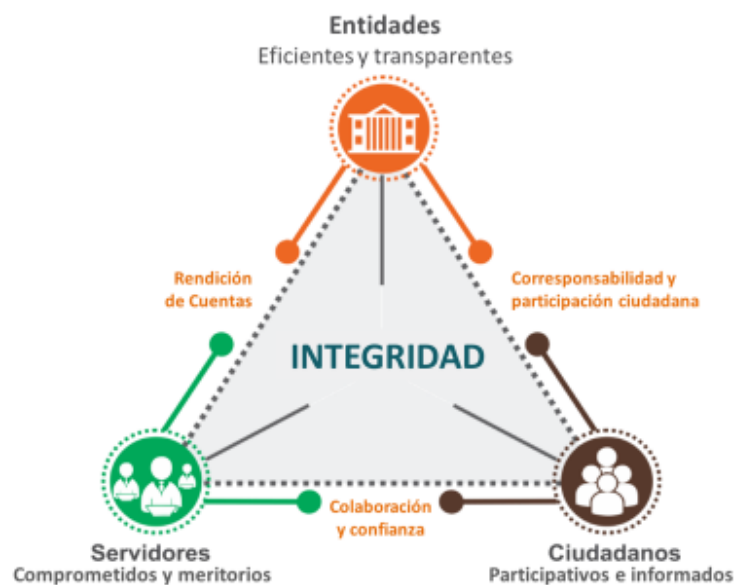 Entidades
Eficientes y transparentes
Rendición
de Cuentas
Corresponsabilidad y
participación ciudadana
INTEGRIDAD
Colaboración
y confianza
Servidores
Comprometidos y meritorios
Ciudadanos
Participativos e informados